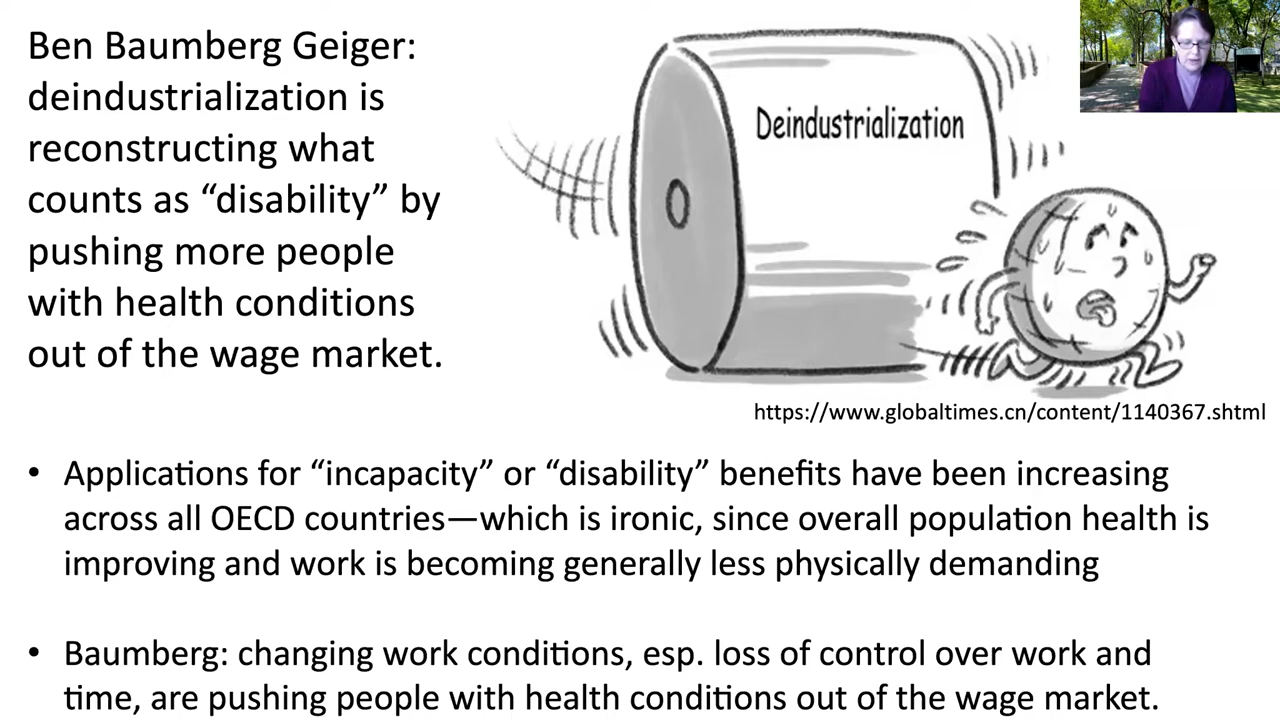 Ben Baumberg Geiger:
deindustrialization is
reconstructing what
counts as “disability” by
pushing more people
with health conditions
out of the wage market.
Deindustrialization
https://www.globaltimes.cn/content/1140367.shtml
• Applications for “incapacity” or “disability” benefits have been increasing
across all OECD countries—which is ironic, since overall population health is
improving and work is becoming generally less physically demanding
• Baumberg: changing work conditions, esp. loss of control over work and
time, are pushing people with health conditions out of the wage market.